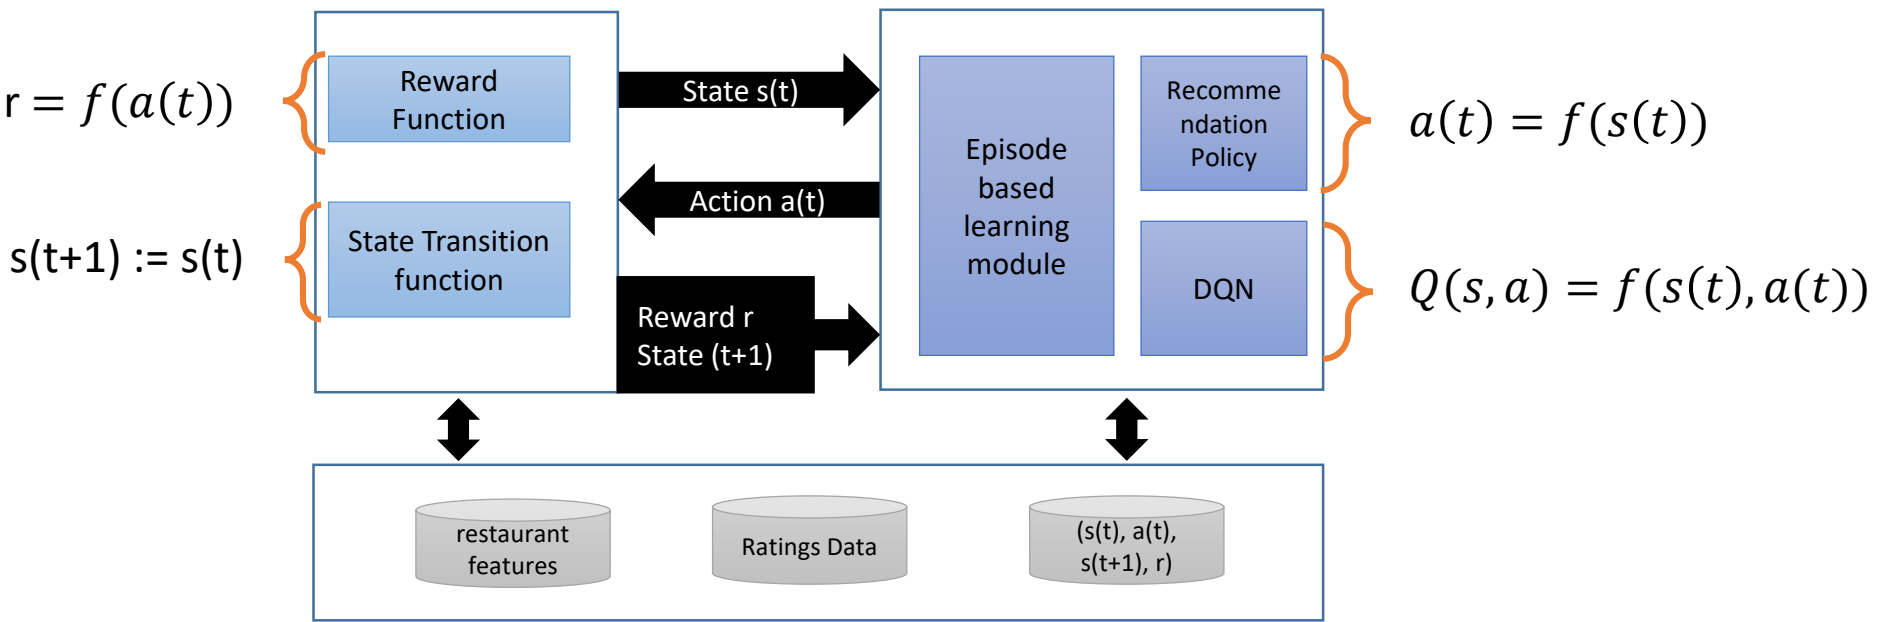 r = f(a(t))
Reward
Function
s(t+1) := s(t)
State Transition
function
State s(t)
Action a(t)
Reward r
State (t+1)
Episode
based
learning
module
Recomme
ndation
Policy
DQN
a(t) = f(s(t))
Q(s, a) = f(s(t), a(t))
restaurant
features
Ratings Data
(s(t), a(t),
s(t+1), r)